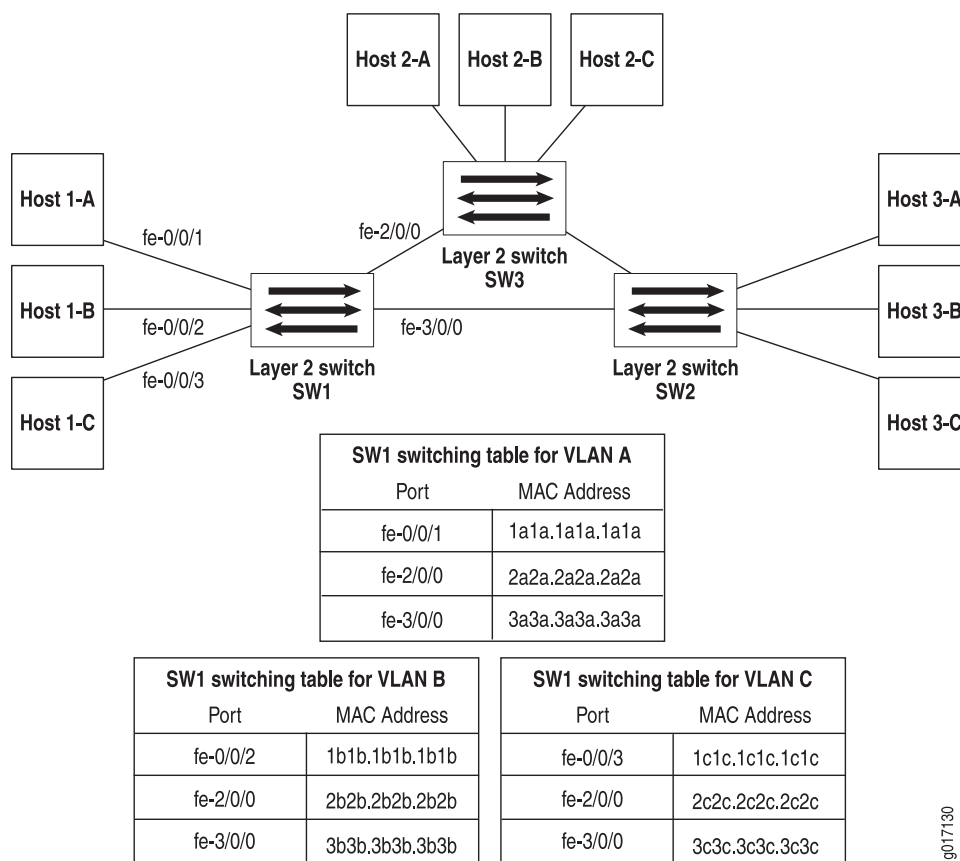 Host 2-A
Host 2-B
Host 2-C
Host 1-A
Host 3-A
fe-0/0/1
fe-2/0/0
Layer 2 switch
SW3
Host 1-B
Host 3-B
fe-0/0/2
fe-3/0/0
Layer 2 switch
SW1
Layer 2 switch
SW2
fe-0/0/3
Host 1-C
Host 3-C
SW1 switching table for VLAN A
Port MAC Address
fe-0/0/1 1a1a.1a1a.1a1a
fe-2/0/0 2a2a.2a2a.2a2a
fe-3/0/0 3a3a.3a3a.3a3a
SW1 switching table for VLAN B
Port MAC Address
fe-0/0/2 1b1b.1b1b.1b1b
fe-2/0/0 2b2b.2b2b.2b2b
fe-3/0/0 3b3b.3b3b.3b3b
SW1 switching table for VLAN C
Port MAC Address
fe-0/0/3 1c1c.1c1c.1c1c
fe-2/0/0 2c2c.2c2c.2c2c
fe-3/0/0 3c3c.3c3c.3c3c
g017130